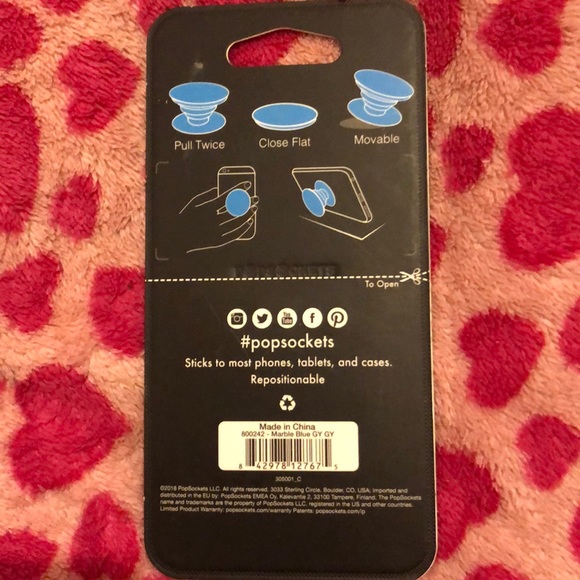 Pull Twice
Close Flat
Movable
POPSOCKETS
To Open
You Tube
#popsockets
Sticks to most phones, tablets, and cases.
Repositionable
Made in China
800242 - Marble Blue GY GY
8 42978 12767 5
305001_C
©2018 PopSockets LLC. All rights reserved. 3033 Sterling Circle, Boulder, CO, USA. Imported and
distributed in the EU by: PopSockets EMEA Oy, Kalevantie 2, 33100 Tampere, Finland. The PopSockets
name and trademarks are the property of PopSockets LLC, registered in the US and other countries.
Limited Product Warranty: popsockets.com/warranty Patents: popsockets.com/ip